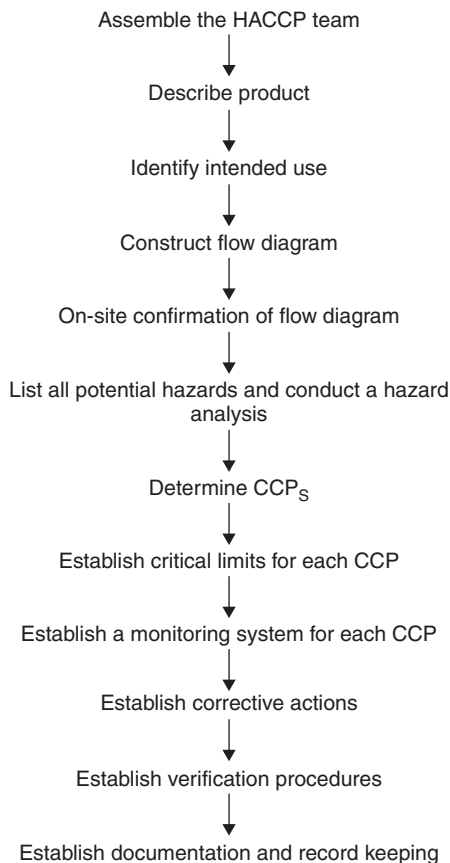 Assemble the HACCP team
Describe product
Identify intended use
Construct flow diagram
On-site confirmation of flow diagram
List all potential hazards and conduct a hazard
analysis
Determine CCPS
Establish critical limits for each CCP
Establish a monitoring system for each CCP
Establish corrective actions
Establish verification procedures
Establish documentation and record keeping